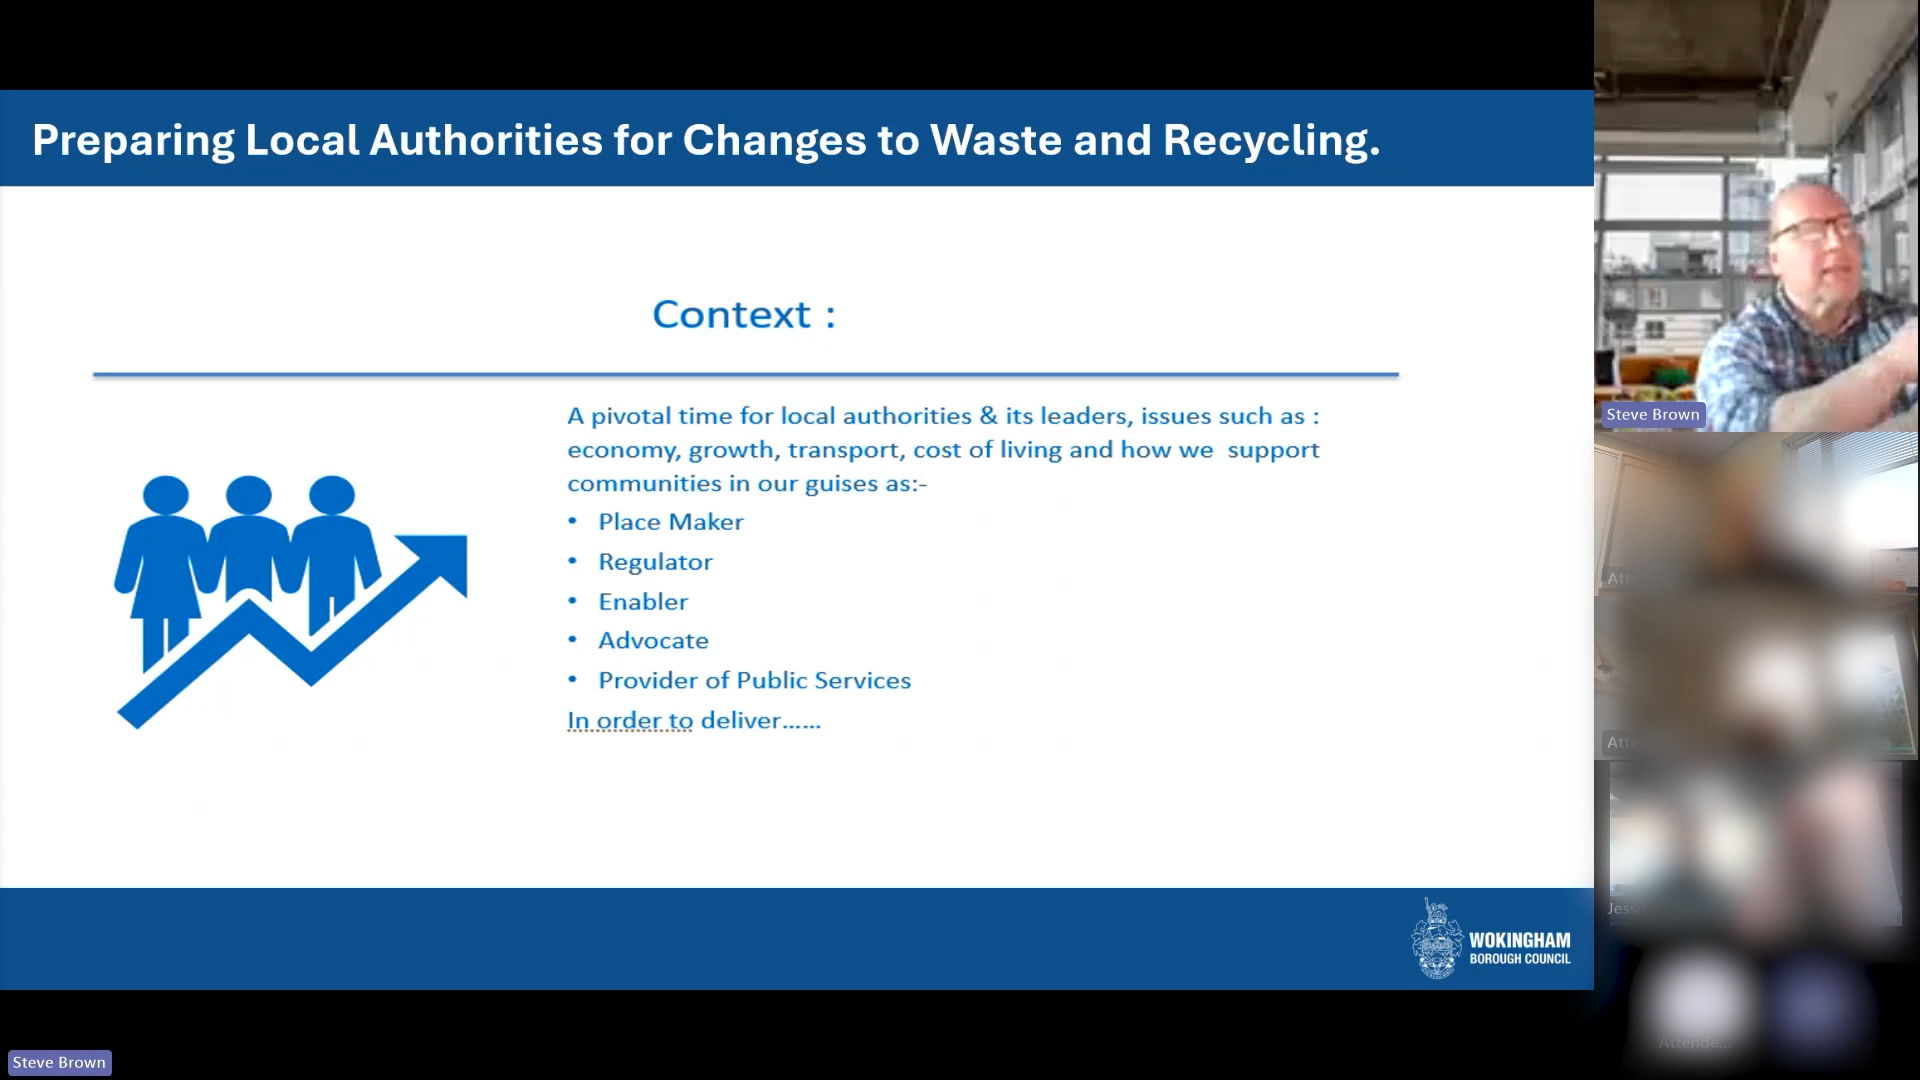 Preparing Local Authorities for Changes to Waste and Recycling.
Context :
A pivotal time for local authorities & its leaders, issues such as :
economy, growth, transport, cost of living and how we support
communities in our guises as:-
• Place Maker
• Regulator
• Enabler
• Advocate
• Provider of Public Services
In order to deliver......
WOKINGHAM
BOROUGH COUNCIL
Steve Brown
Steve Brown